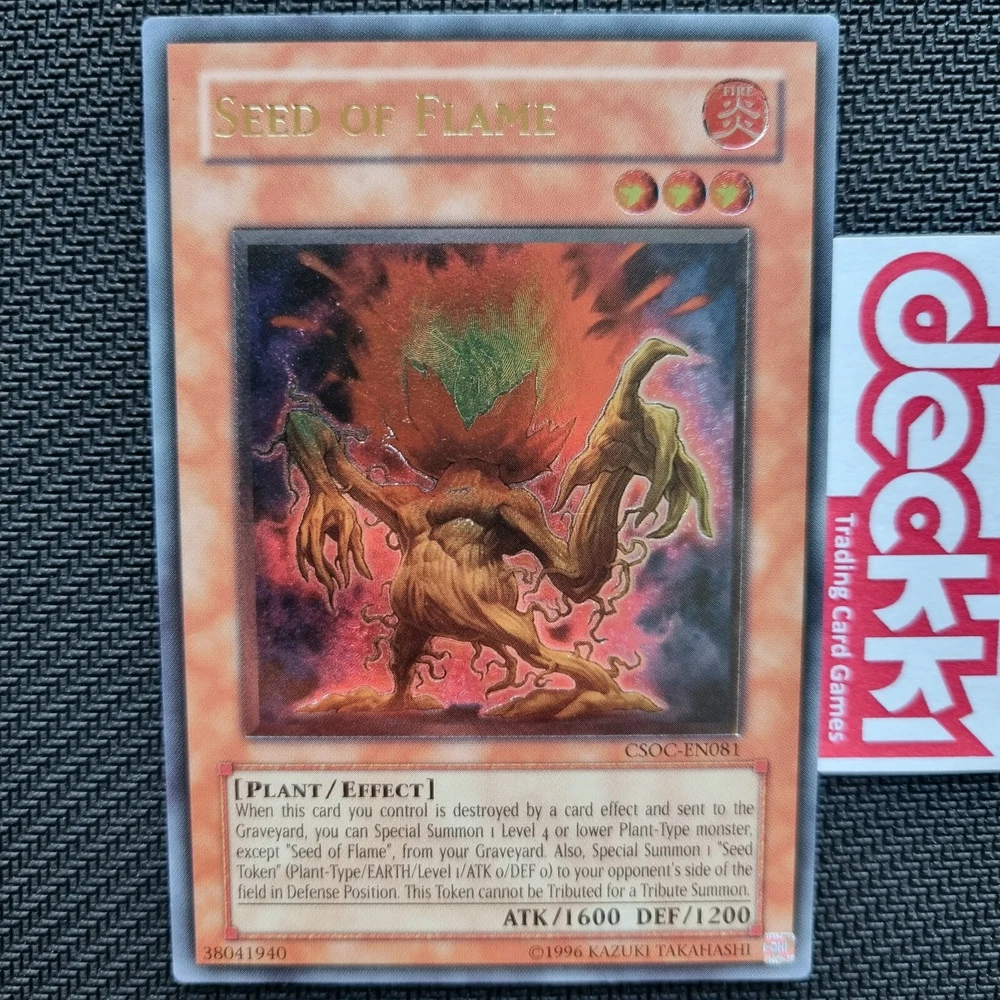 SEED OF FLAME
FIRE
炎
CSOC-EN081
[PLANT/EFFECT]
When this card you control is destroyed by a card effect and sent to the
Graveyard, you can Special Summon 1 Level 4 or lower Plant-Type monster,
except "Seed of Flame", from your Graveyard. Also, Special Summon 1 "Seed
Token" (Plant-Type/EARTH/Level 1/ATK 0/DEF 0) to your opponent's side of the
field in Defense Position. This Token cannot be Tributed for a Tribute Summon.
ATK/1600 DEF/1200
38041940
©1996 KAZUKI TAKAHASHI
deckki
Trading Card Games